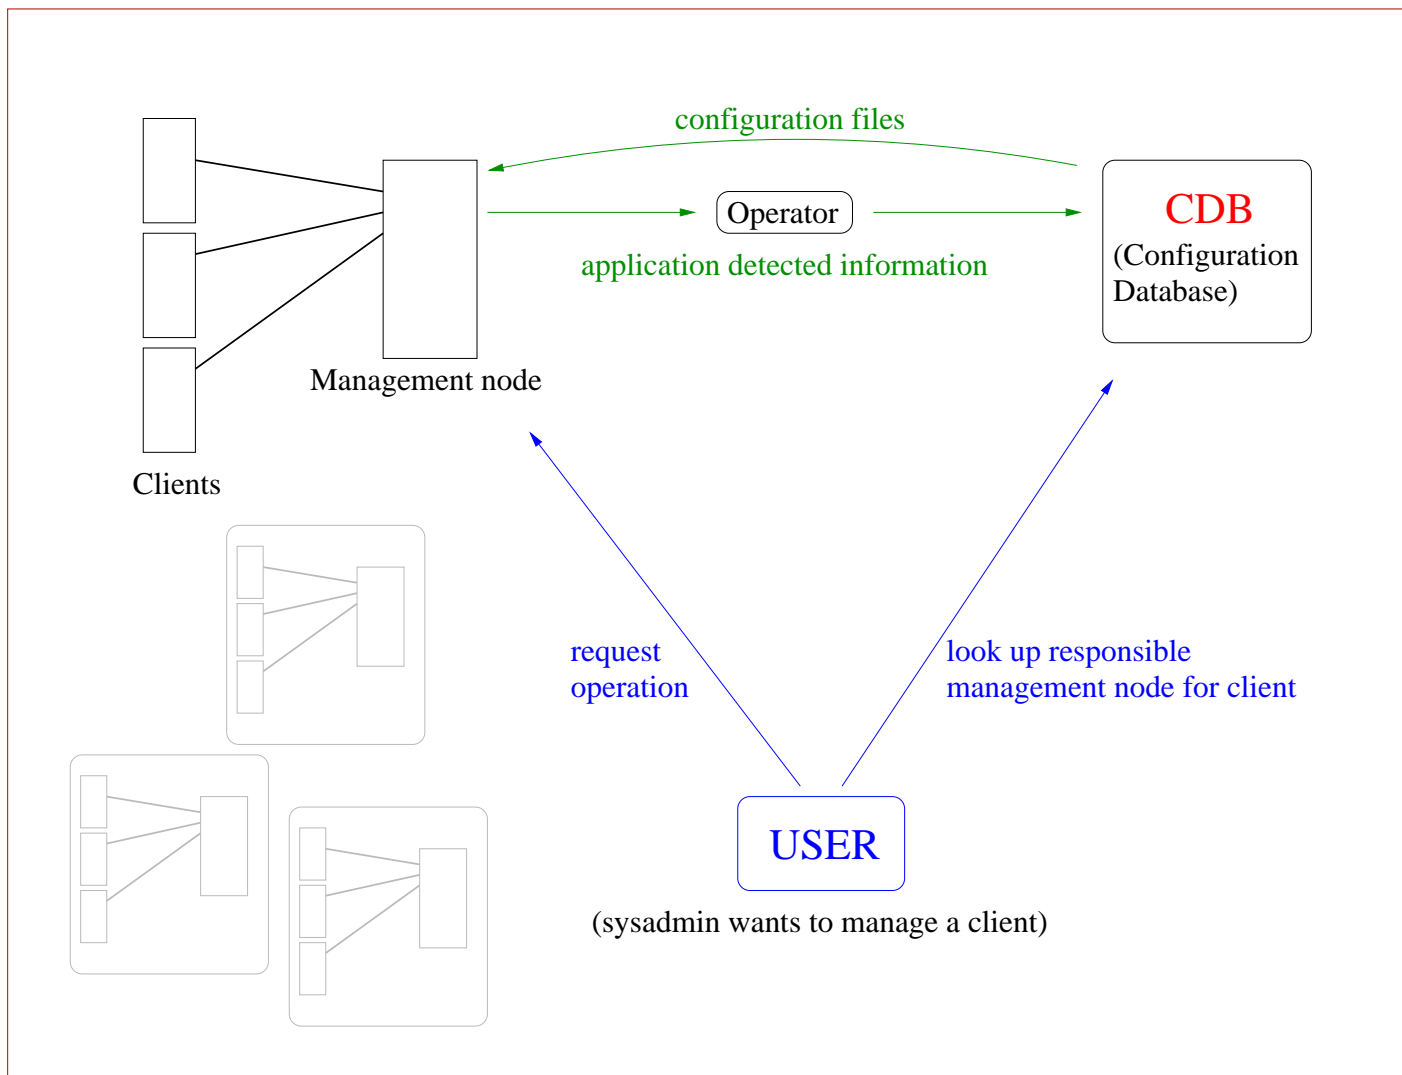 configuration files
Operator
CDB
(Configuration
Database)
application detected information
Management node
Clients
request
operation
look up responsible
management node for client
USER
(sysadmin wants to manage a client)